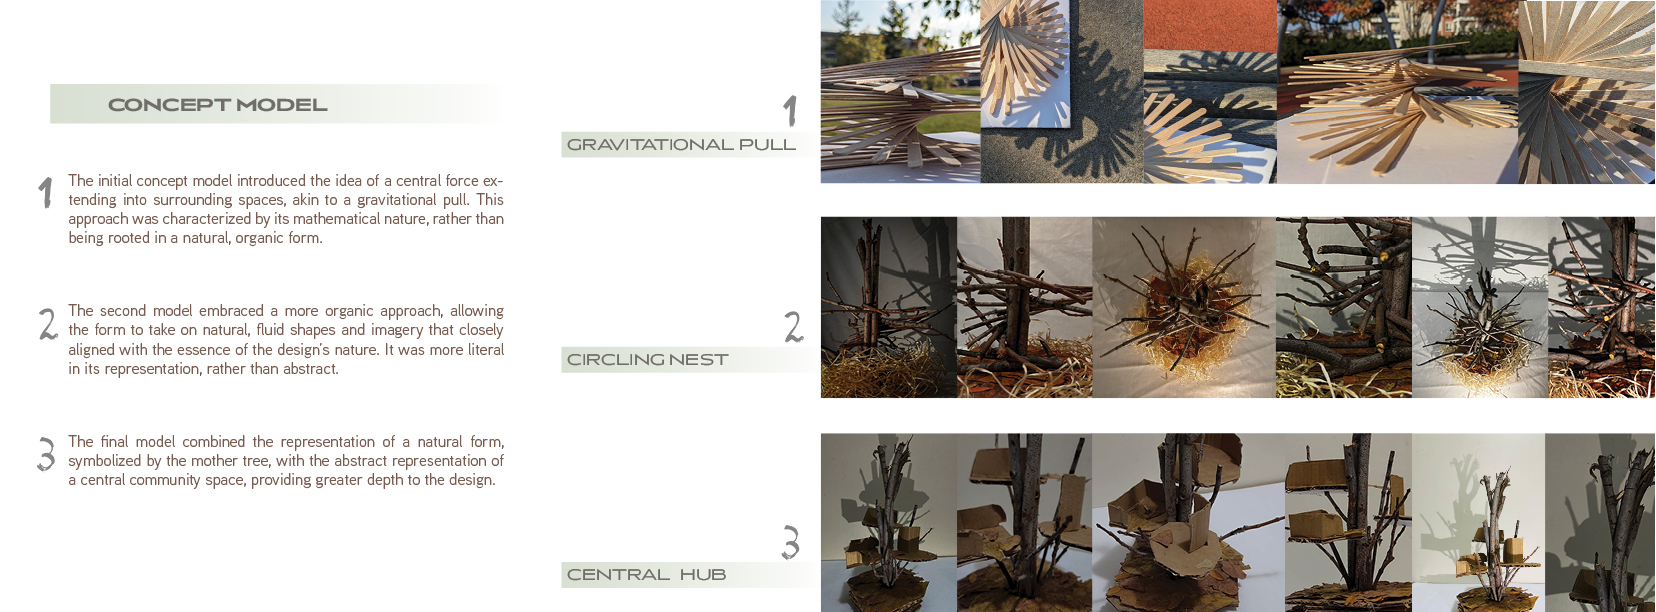 CONCEPT MODEL
1
The initial concept model introduced the idea of a central force ex-
tending into surrounding spaces, akin to a gravitational pull. This
approach was characterized by its mathematical nature, rather than
being rooted in a natural, organic form.
2
The second model embraced a more organic approach, allowing
the form to take on natural, fluid shapes and imagery that closely
aligned with the essence of the design's nature. It was more literal
in its representation, rather than abstract.
3
The final model combined the representation of a natural form,
symbolized by the mother tree, with the abstract representation of
a central community space, providing greater depth to the design.
1
GRAVITATIONAL PULL
2
CIRCLING NEST
3
CENTRAL HUB